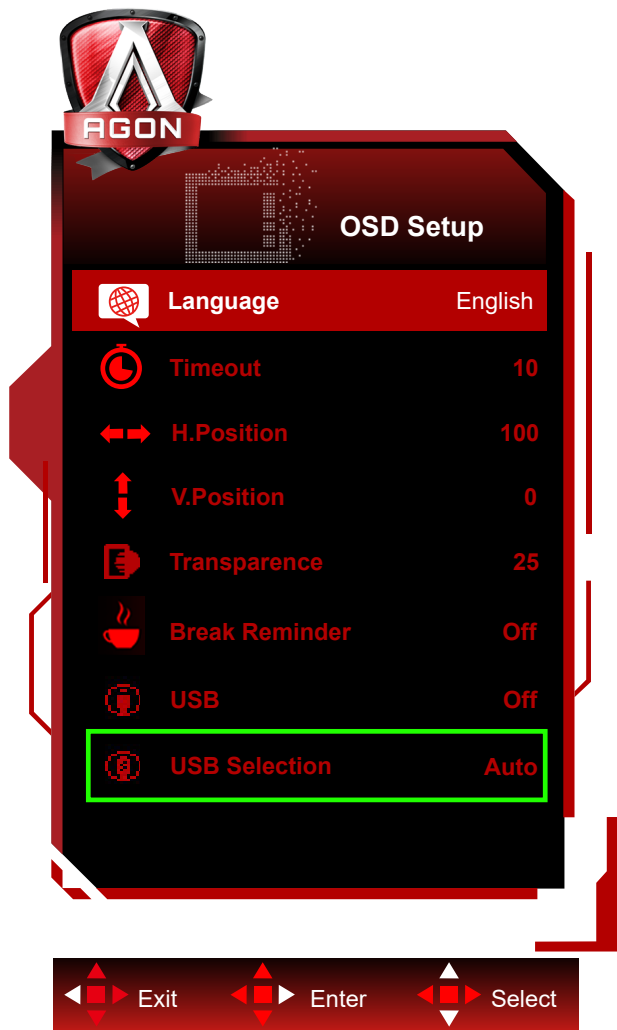 AGON
OSD Setup
Language English
Timeout 10
H.Position 100
V.Position 0
Transparence 25
Break Reminder Off
USB Off
USB Selection Auto
Exit Enter Select